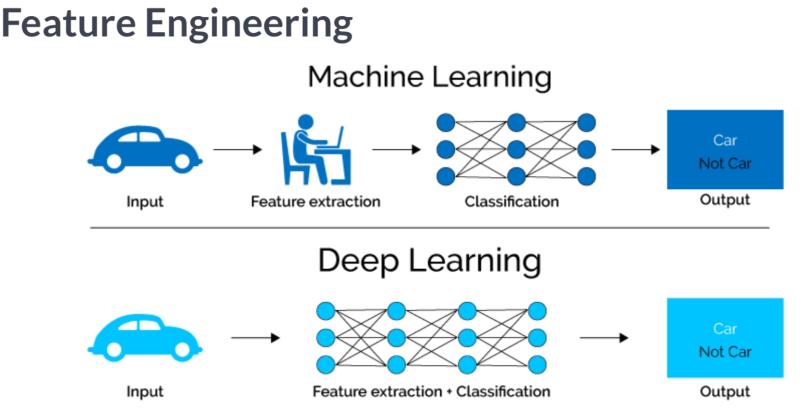 Feature Engineering
Machine Learning
Car
Not Car
Input
Feature extraction
Classification
Output
Deep Learning
Car
Not Car
Input
Feature extraction + Classification
Output